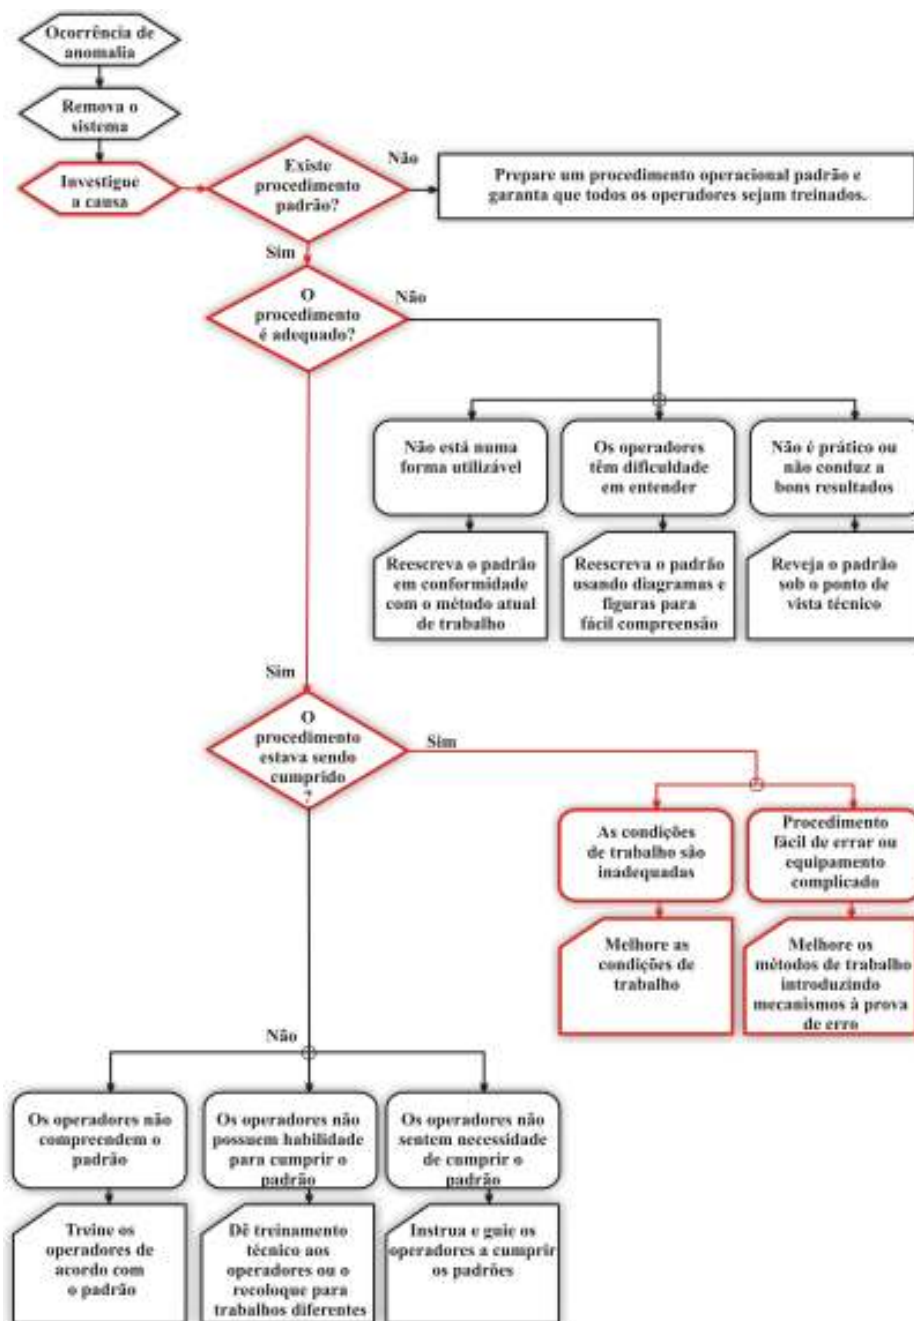 Ocorrência de
anomalia
Remova o
sistema
Investigue
a causa
Existe
procedimento
padrão?
Não
Prepare um procedimento operacional padrão e
garanta que todos os operadores sejam treinados.
Sim
O
procedimento
é adequado?
Não
Não está numa
forma utilizável
Os operadores
têm dificuldade
em entender
Não é prático ou
não conduz a
bons resultados
Reescreva o padrão
em conformidade
com o método atual
de trabalho
Reescreva o padrão
usando diagramas e
figuras para
fácil compreensão
Reveja o padrão
sob o ponto de
vista técnico
Sim
O
procedimento
estava sendo
cumprido
?
Sim
As condições
de trabalho são
inadequadas
Procedimento
fácil de errar ou
equipamento
complicado
Melhore as
condições de
trabalho
Melhore os
métodos de trabalho
introduzindo
mecanismos à prova
de erro
Não
Os operadores não
compreendem o
padrão
Os operadores não
possuem habilidade
para cumprir o
padrão
Os operadores não
sentem necessidade
de cumprir o
padrão
Treine os
operadores de
acordo com
o padrão
Dê treinamento
técnico aos
operadores ou o
recoloque para
trabalhos diferentes
Instrua e guie os
operadores a cumprir
os padrões